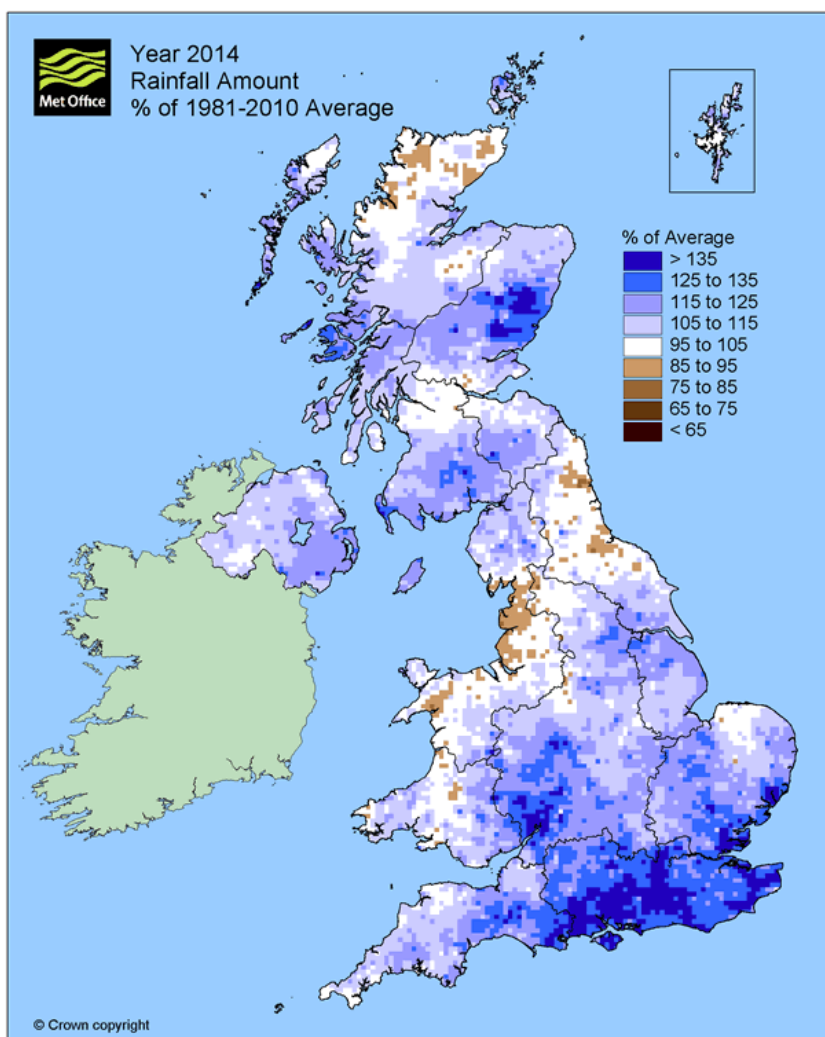 Met Office
Year 2014
Rainfall Amount
% of 1981-2010 Average
% of Average
> 135
125 to 135
115 to 125
105 to 115
95 to 105
85 to 95
75 to 85
65 to 75
< 65
© Crown copyright